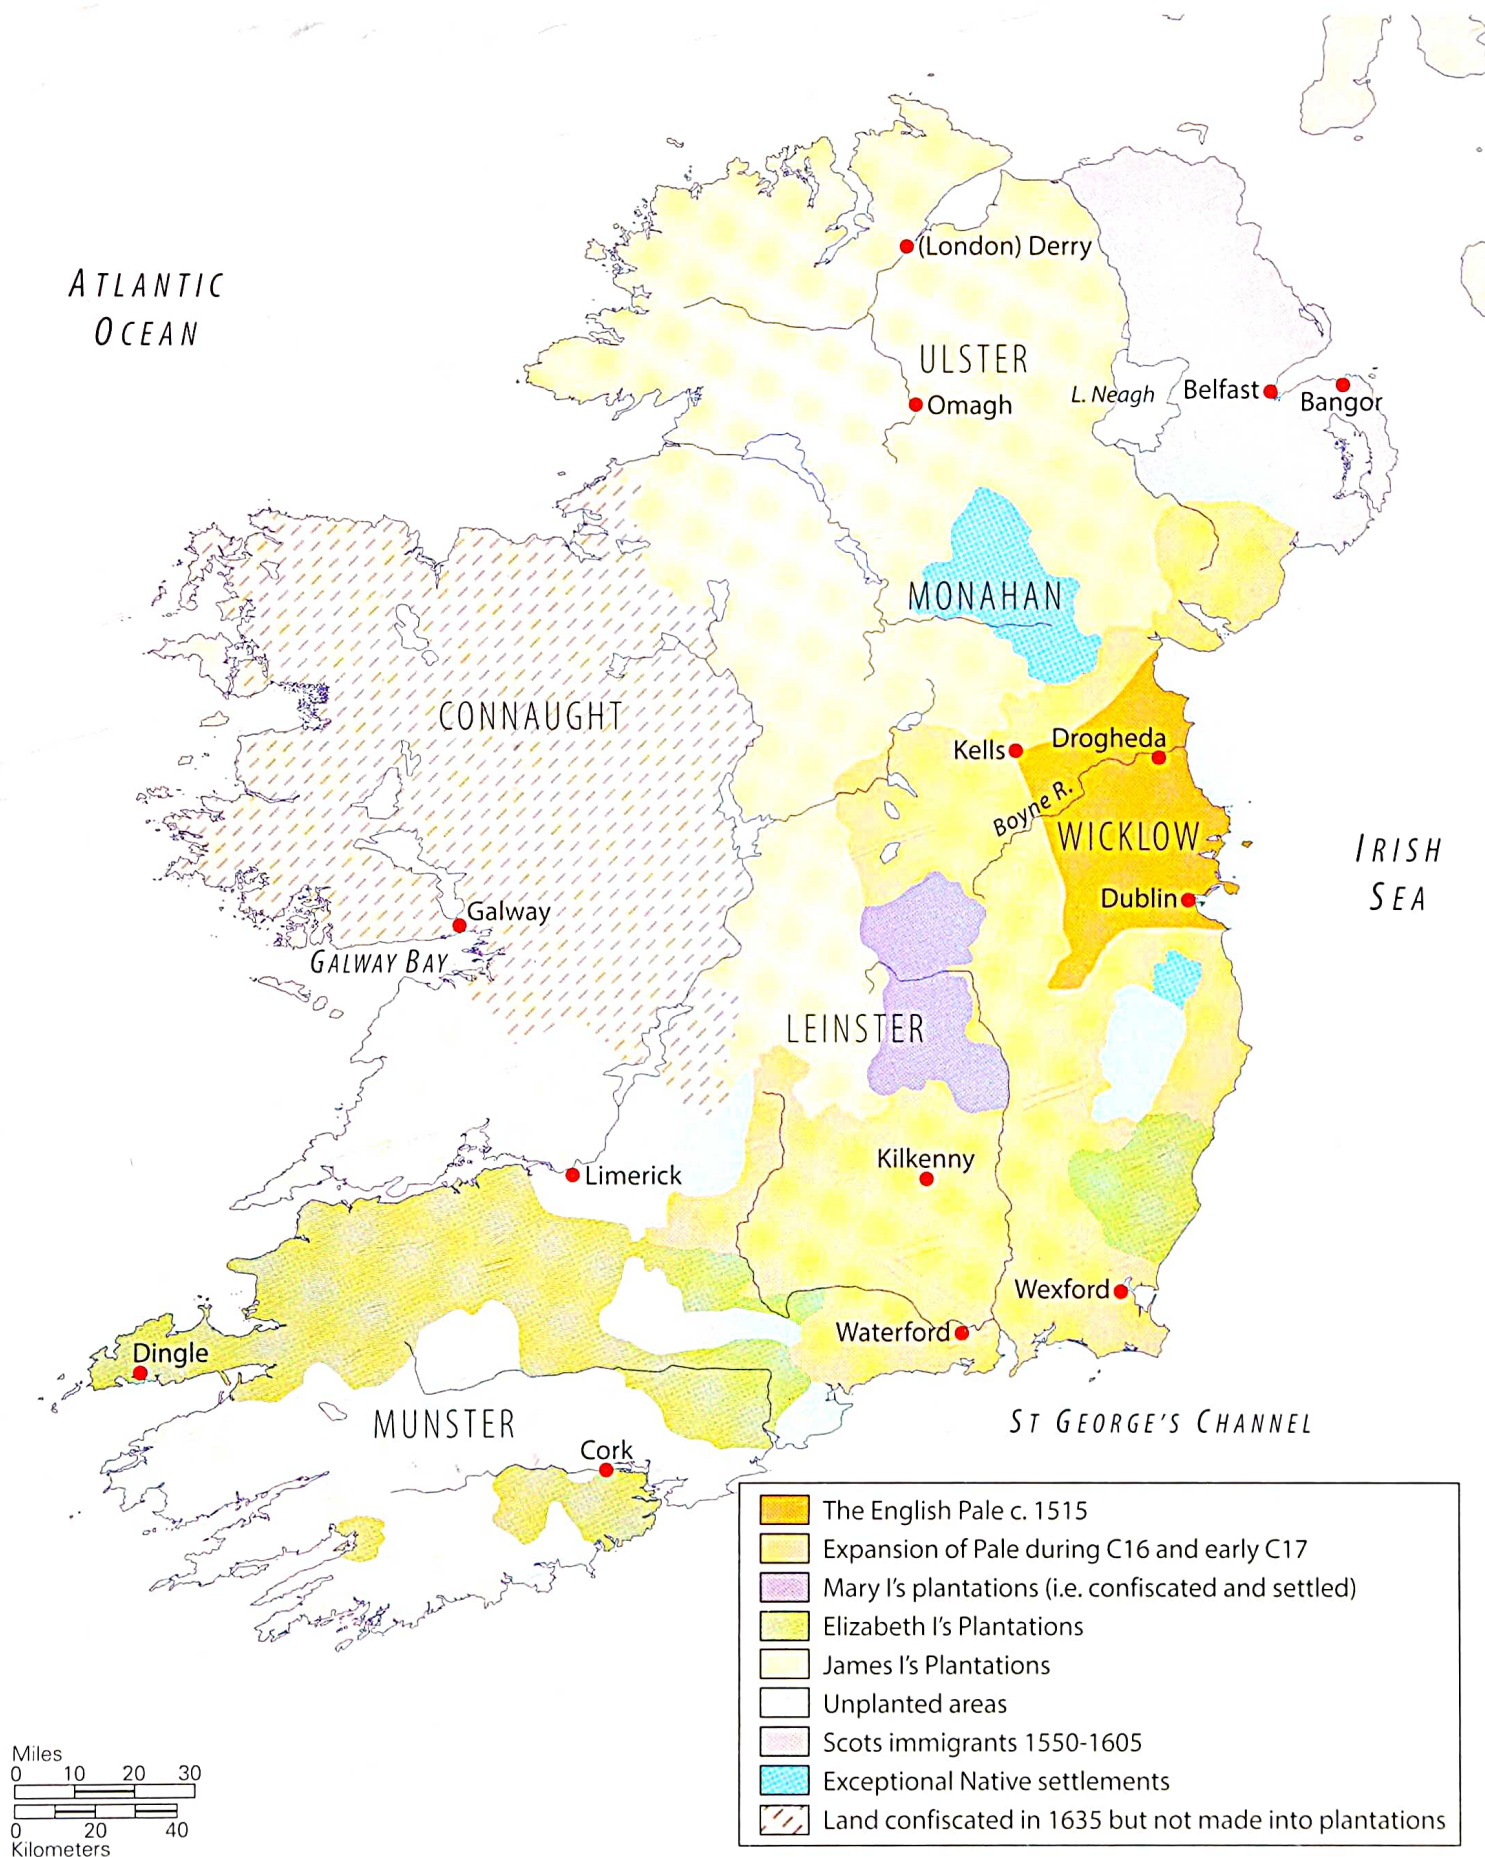 ATLANTIC
OCEAN
(London) Derry
ULSTER
L. Neagh
Belfast
Bangor
Omagh
MONAHAN
CONNAUGHT
Kells
Drogheda
Boyne R.
WICKLOW
IRISH
SEA
Dublin
Galway
GALWAY BAY
LEINSTER
Kilkenny
Limerick
Wexford
Waterford
Dingle
MUNSTER
Cork
ST GEORGE'S CHANNEL
The English Pale c. 1515
Expansion of Pale during C16 and early C17
Mary I's plantations (i.e. confiscated and settled)
Elizabeth I's Plantations
James I's Plantations
Unplanted areas
Scots immigrants 1550-1605
Exceptional Native settlements
Land confiscated in 1635 but not made into plantations
Miles
0 10 20 30
0 20 40
Kilometers